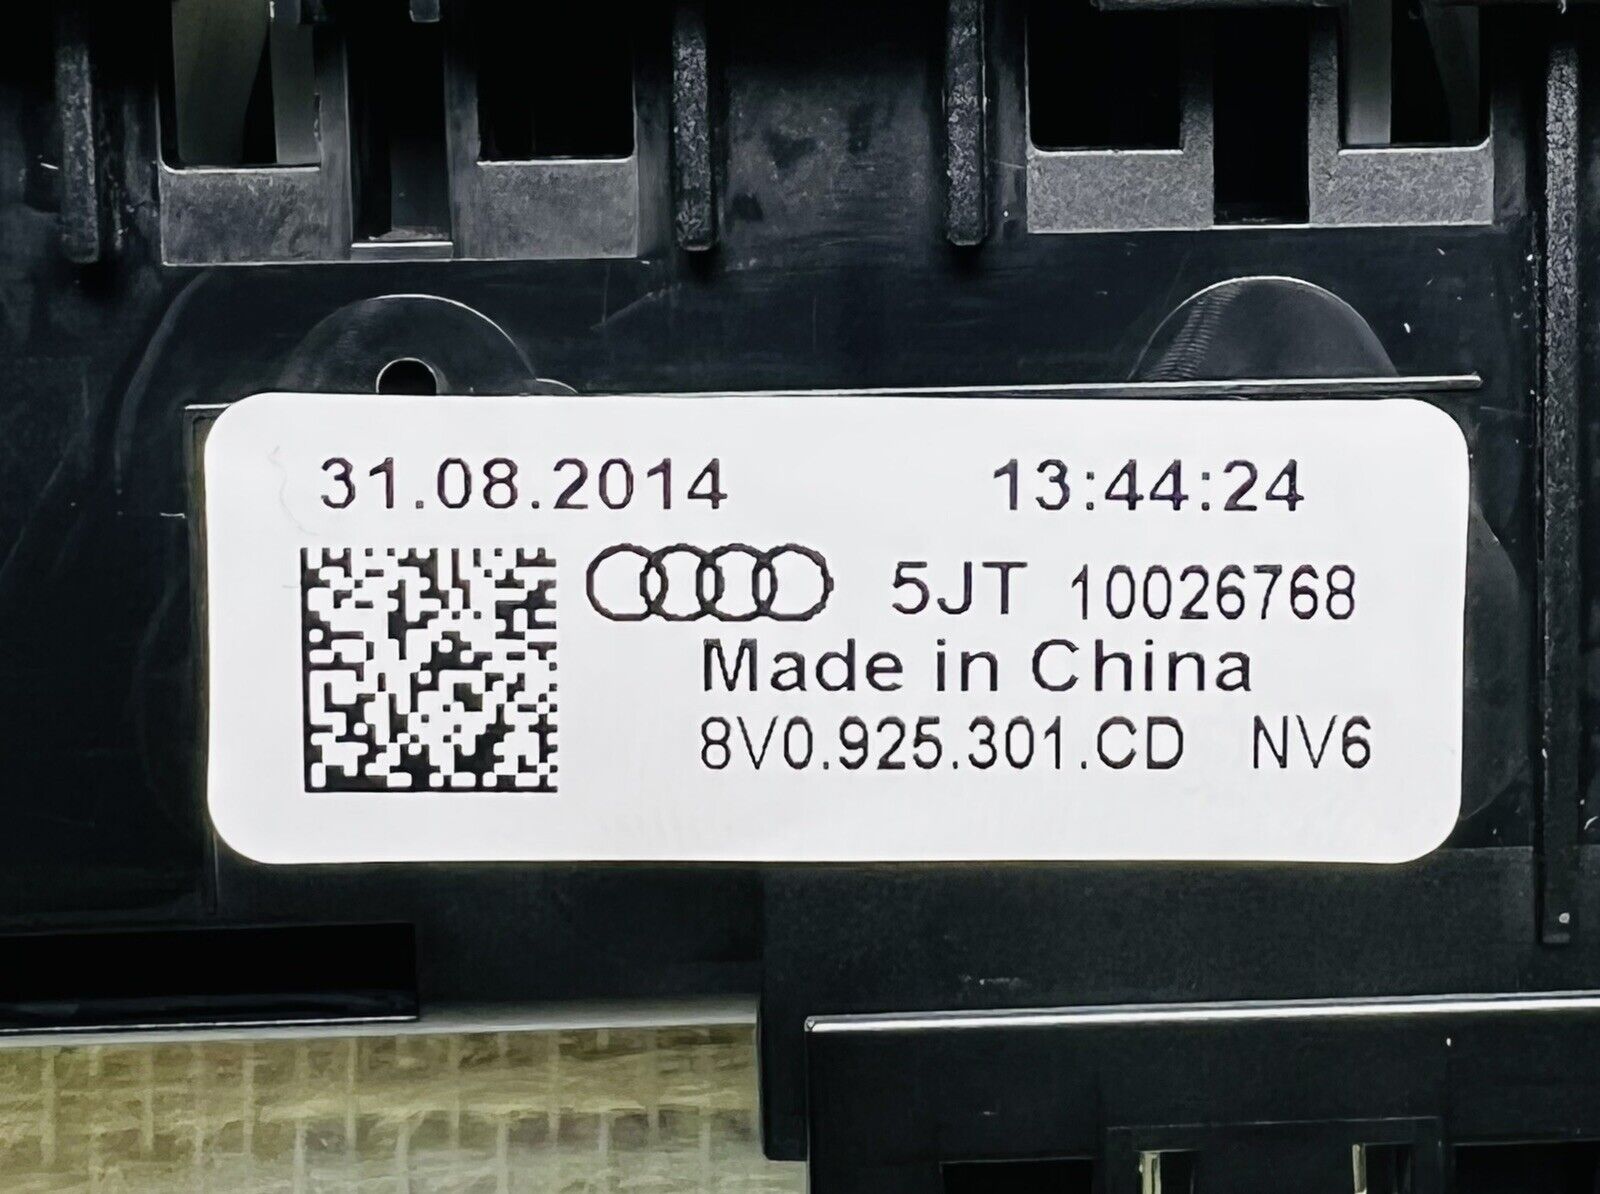 31.08.2014 13:44:24
5JT 10026768
Made in China
8V0.925.301.CD NV6